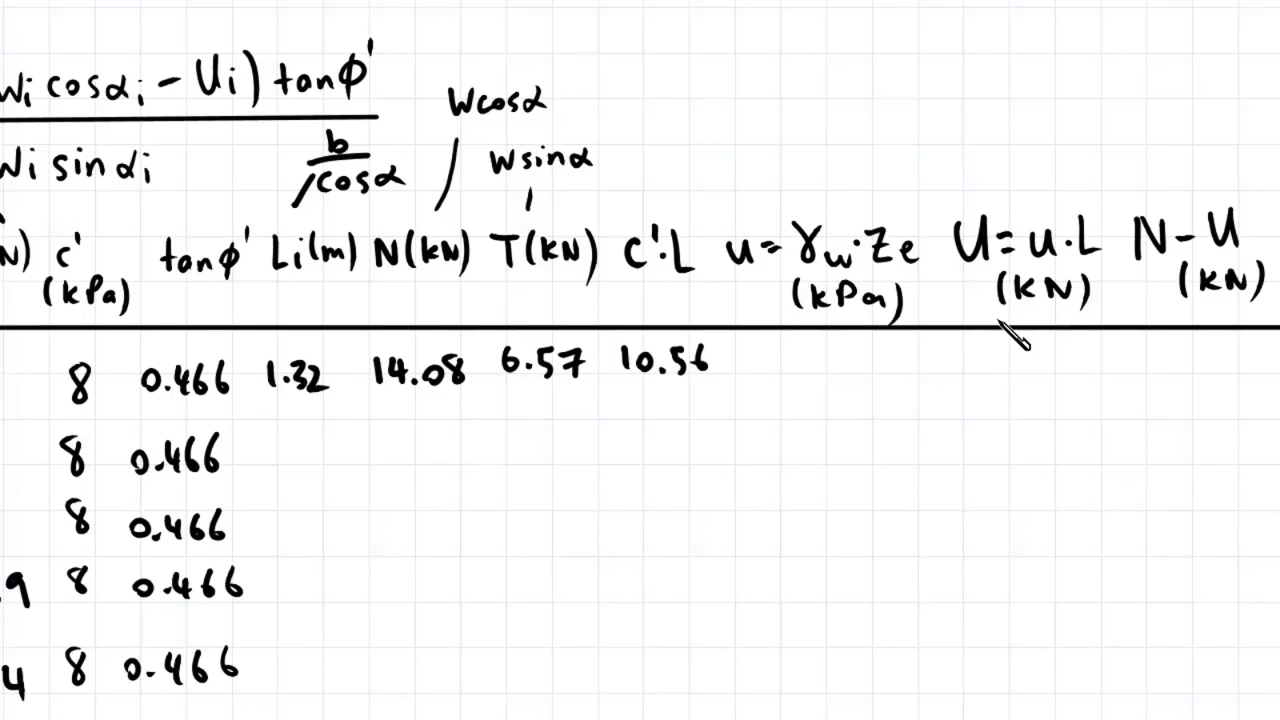 Wi cosαi - Ui) tanϕ'
Wi sinαi
b
/cosα
Wcosα
Wsinα
N) c' tanϕ' Li(m) N(kN) T(kN) c'·L u=γw·Ze U=u·L N-U
(kPa) (kPa) (KN) (KN)
8 0.466 1.32 14.08 6.57 10.56
8 0.466
8 0.466
9 8 0.466
4 8 0.466